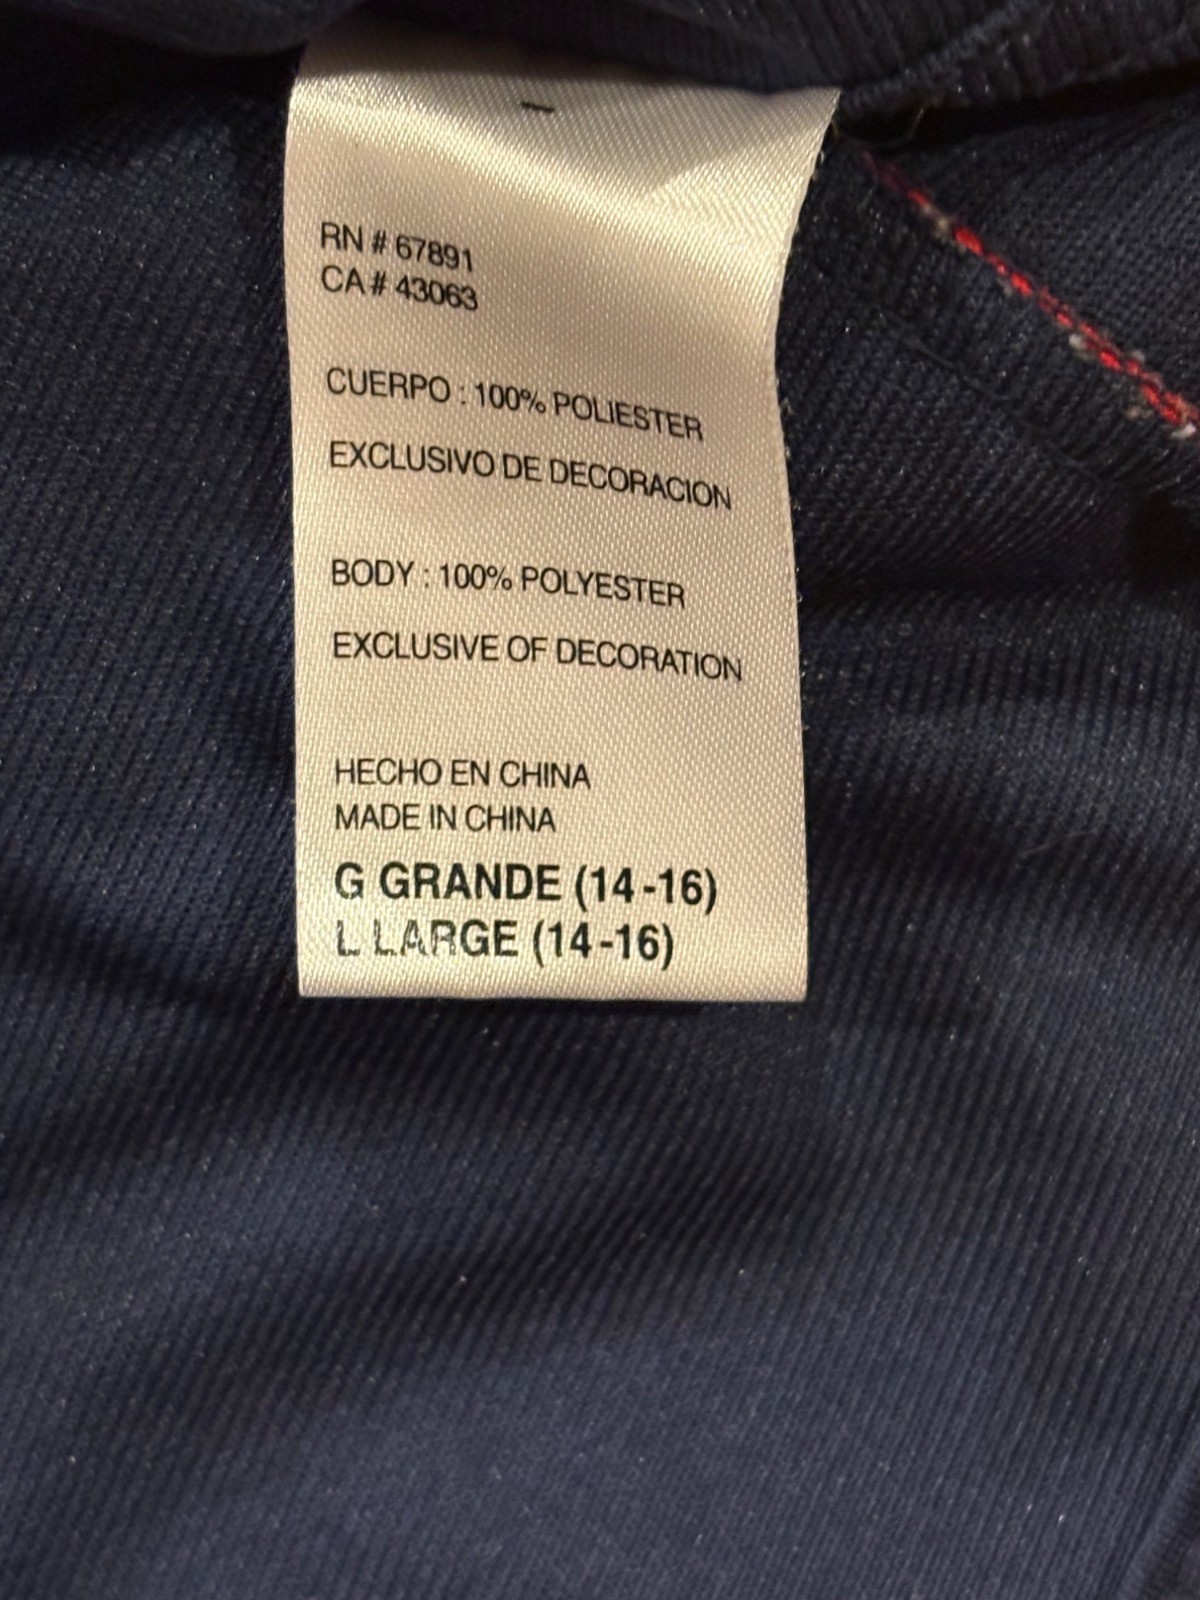 RN # 67891
CA # 43063
CUERPO : 100% POLIESTER
EXCLUSIVO DE DECORACION
BODY : 100% POLYESTER
EXCLUSIVE OF DECORATION
HECHO EN CHINA
MADE IN CHINA
G GRANDE (14-16)
L LARGE (14-16)